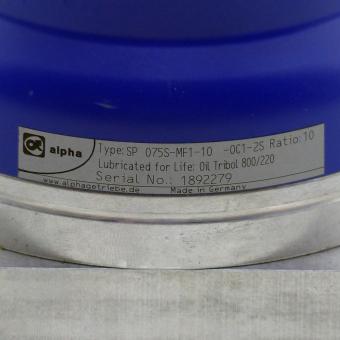 alpha
Type: SP 075S-MF1-10 -0C1-2S Ratio: 10
Lubricated for Life: Oil Tribol 800/220
Serial No.: 1892279
www.alphagetriebe.de Made in Germany